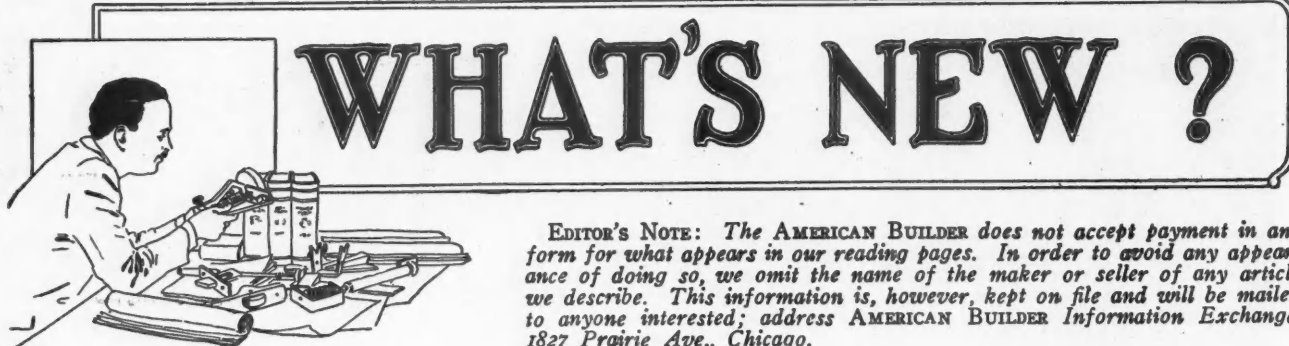 WHAT'S NEW ?
EDITOR'S NOTE: The AMERICAN BUILDER does not accept payment in an
form for what appears in our reading pages. In order to avoid any appear
ance of doing so, we omit the name of the maker or seller of any articl
we describe. This information is, however, kept on file and will be maile
to anyone interested; address AMERICAN BUILDER Information Exchang
1827 Prairie Ave., Chicago.